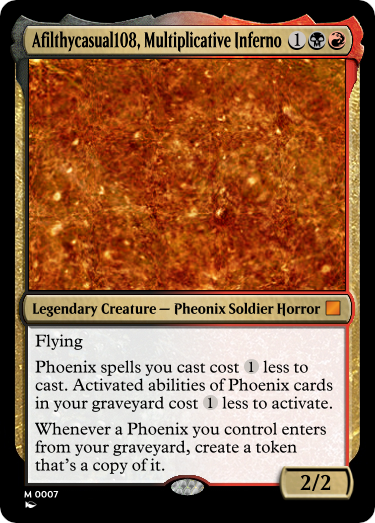 Afilthycasual108, Multiplicative Inferno 1
Legendary Creature — Pheonix Soldier Horror
Flying
Phoenix spells you cast cost 1 less to
cast. Activated abilities of Phoenix cards
in your graveyard cost 1 less to activate.
Whenever a Phoenix you control enters
from your graveyard, create a token
that's a copy of it.
2/2
M 0007